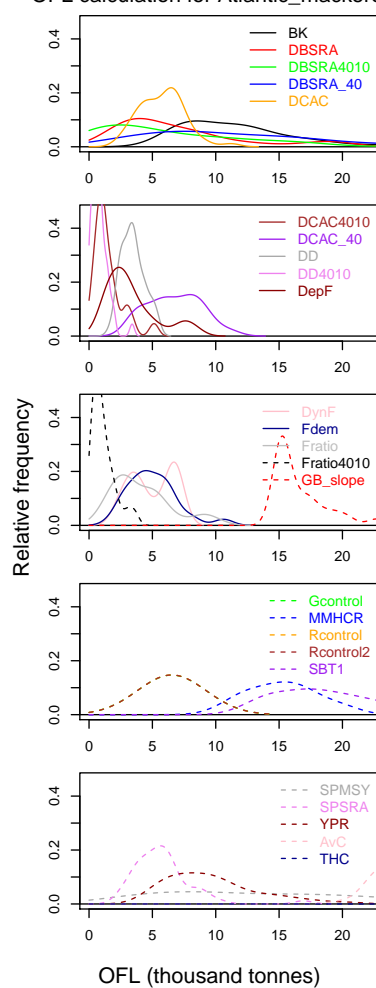 OFL calculation for Atlantic_mackere
BK
DBSRA
DBSRA4010
DBSRA_40
DCAC
0.0 0.2 0.4
0 5 10 15 20
DCAC4010
DCAC_40
DD
DD4010
DepF
0.0 0.2 0.4
0 5 10 15 20
DynF
Fdem
Fratio
Fratio4010
GB_slope
0.0 0.2 0.4
0 5 10 15 20
Relative frequency
Gcontrol
MMHCR
Rcontrol
Rcontrol2
SBT1
0.0 0.2 0.4
0 5 10 15 20
SPMSY
SPSRA
YPR
AvC
THC
0.0 0.2 0.4
0 5 10 15 20
OFL (thousand tonnes)